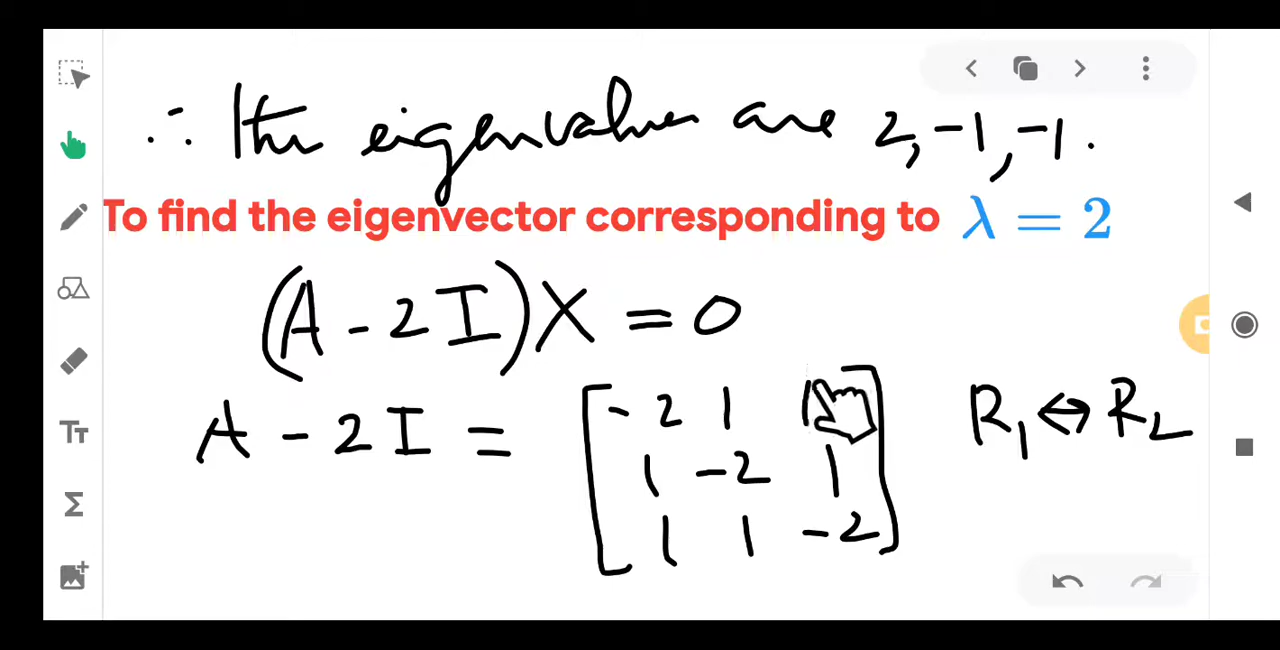 ∴ The eigenvalues are 2, -1, -1.
To find the eigenvector corresponding to λ = 2
(A - 2I)X = 0
A - 2I = [-2 1 1 R₁ ↔ R₂
1 -2 1
1 1 -2]
Tт
Σ